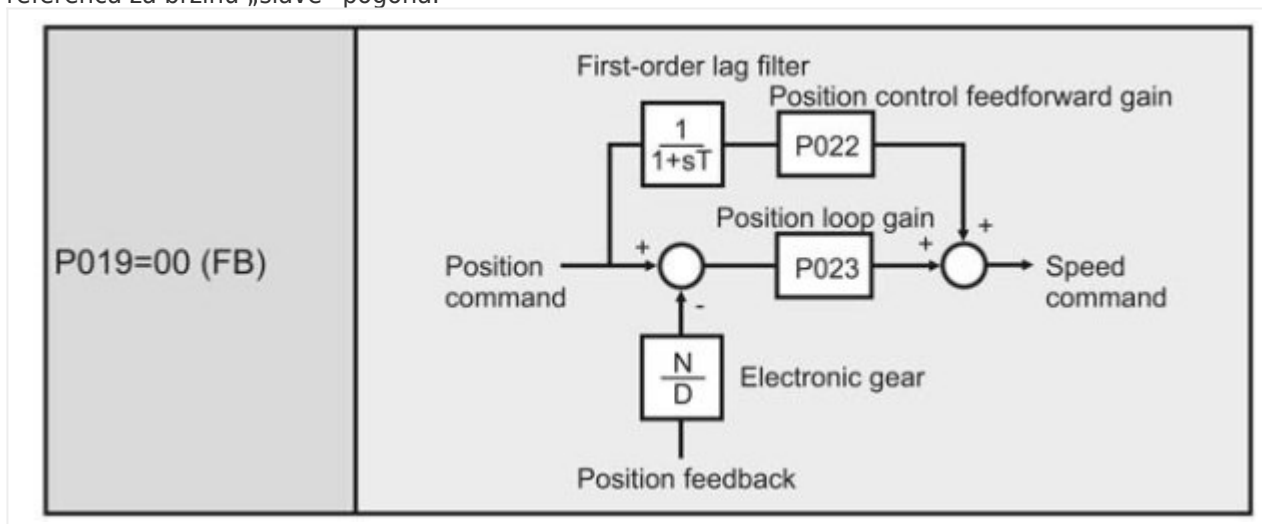 referenca za brzinu „slave“ pogona.
First-order lag filter
Position control feedforward gain
1
1+sT
P022
Position loop gain
+
+
+
P019=00 (FB)
Position
command
P023
Speed
command
-
N
D
Electronic gear
Position feedback